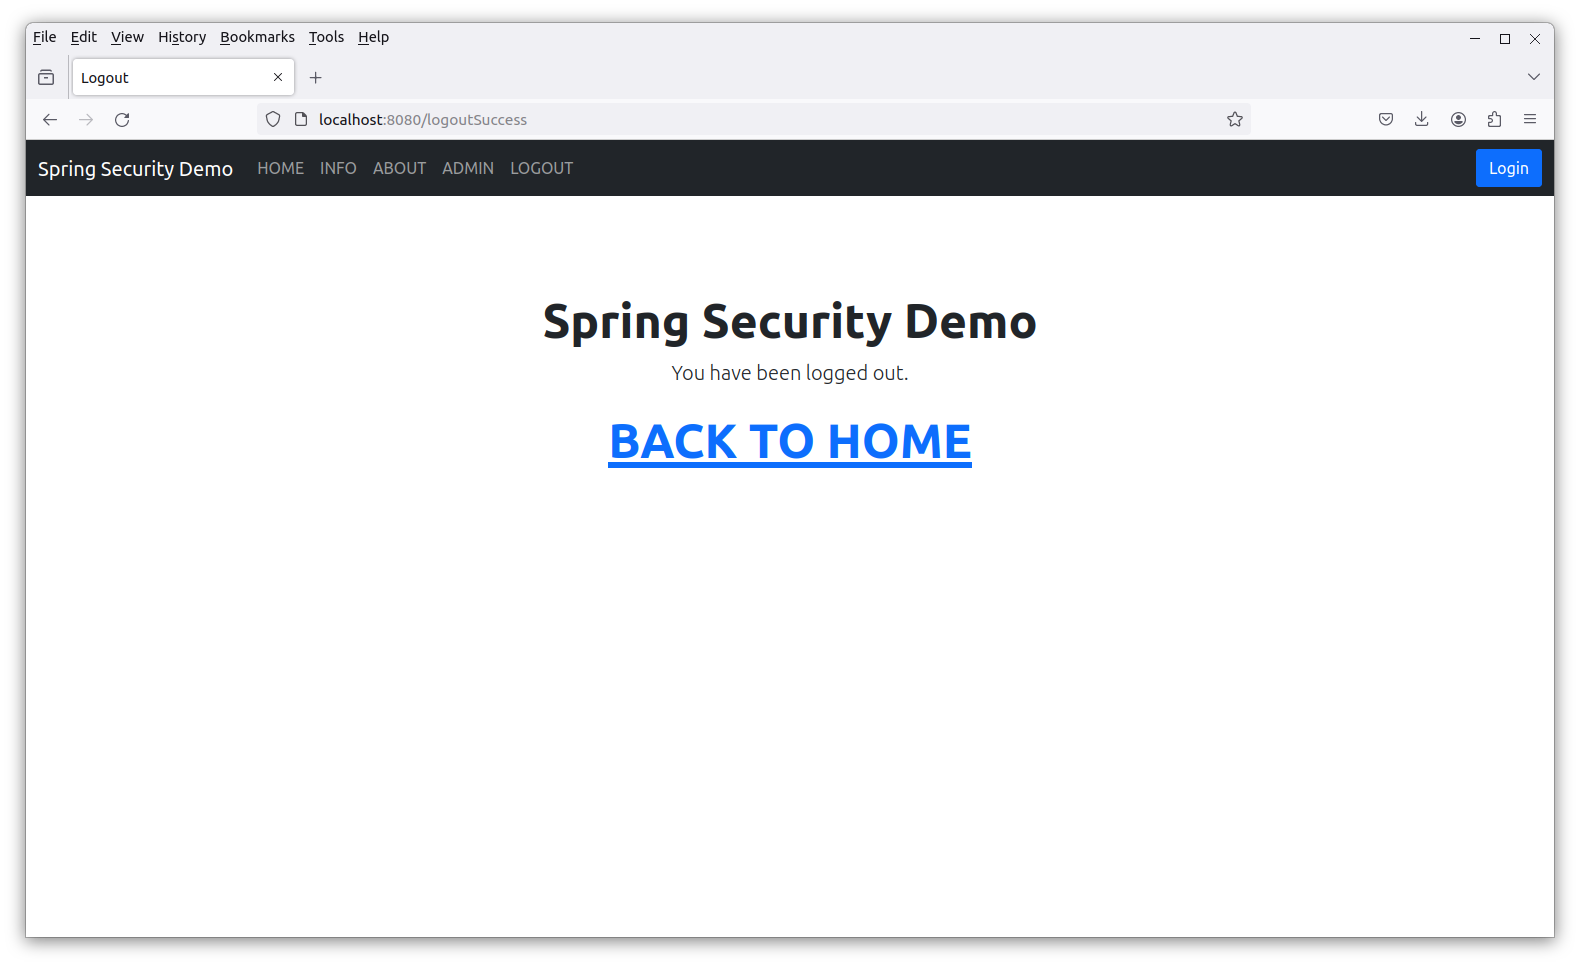 File Edit View History Bookmarks Tools Help
Logout
localhost:8080/logoutSuccess
Spring Security Demo HOME INFO ABOUT ADMIN LOGOUT Login
Spring Security Demo
You have been logged out.
BACK TO HOME